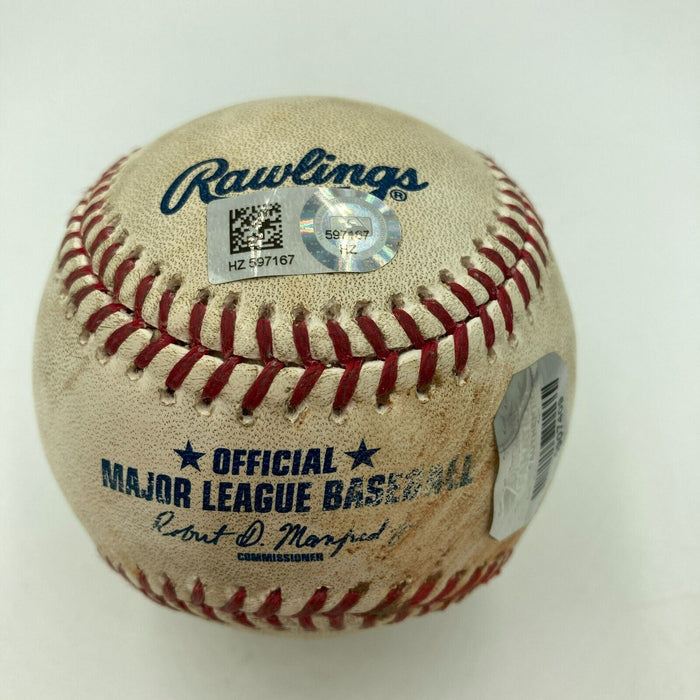 Rawlings ®
HZ 597167
597167
HZ
★ OFFICIAL ★
MAJOR LEAGUE BASEBALL
Robert D. Manfred Jr.
COMMISSIONER